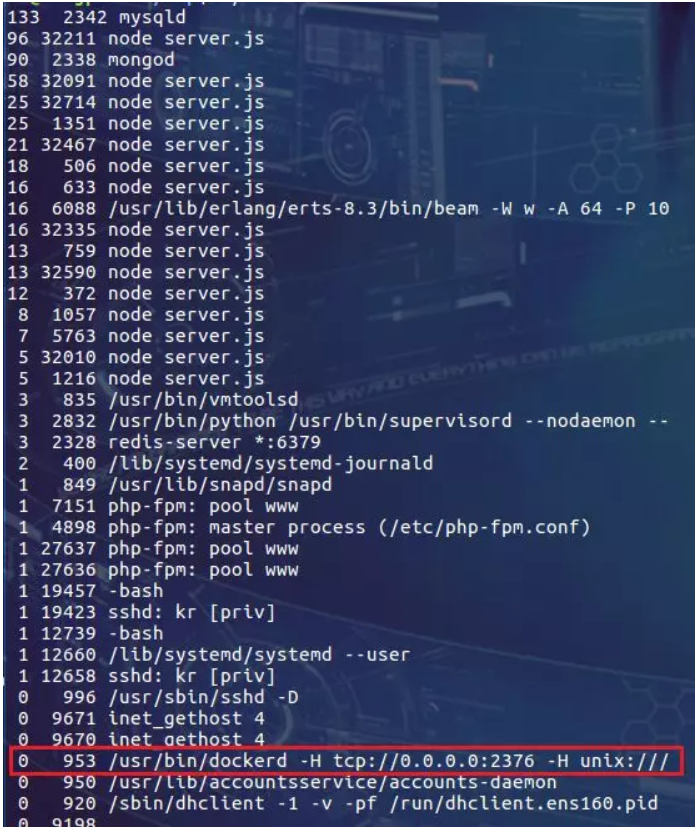 133 2342 mysqld
96 32211 node server.js
90 2338 mongod
58 32091 node server.js
25 32714 node server.js
25 1351 node server.js
21 32467 node server.js
18 506 node server.js
16 633 node server.js
16 6088 /usr/lib/erlang/erts-8.3/bin/beam -W w -A 64 -P 10
16 32335 node server.js
13 759 node server.js
13 32590 node server.js
12 372 node server.js
8 1057 node server.js
7 5763 node server.js
5 32010 node server.js
5 1216 node server.js
3 835 /usr/bin/vmtoolsd
3 2832 /usr/bin/python /usr/bin/supervisord --nodaemon --
3 2328 redis-server *:6379
2 400 /lib/systemd/systemd-journald
1 849 /usr/lib/snapd/snapd
1 7151 php-fpm: pool www
1 4898 php-fpm: master process (/etc/php-fpm.conf)
1 27637 php-fpm: pool www
1 27636 php-fpm: pool www
1 19457 -bash
1 19423 sshd: kr [priv]
1 12739 -bash
1 12660 /lib/systemd/systemd --user
1 12658 sshd: kr [priv]
0 996 /usr/sbin/sshd -D
0 9671 inet_gethost 4
0 9670 inet_gethost 4
0 953 /usr/bin/dockerd -H tcp://0.0.0.0:2376 -H unix:///
0 950 /usr/lib/accountsservice/accounts-daemon
0 920 /sbin/dhclient -1 -v -pf /run/dhclient.ens160.pid
0 9198